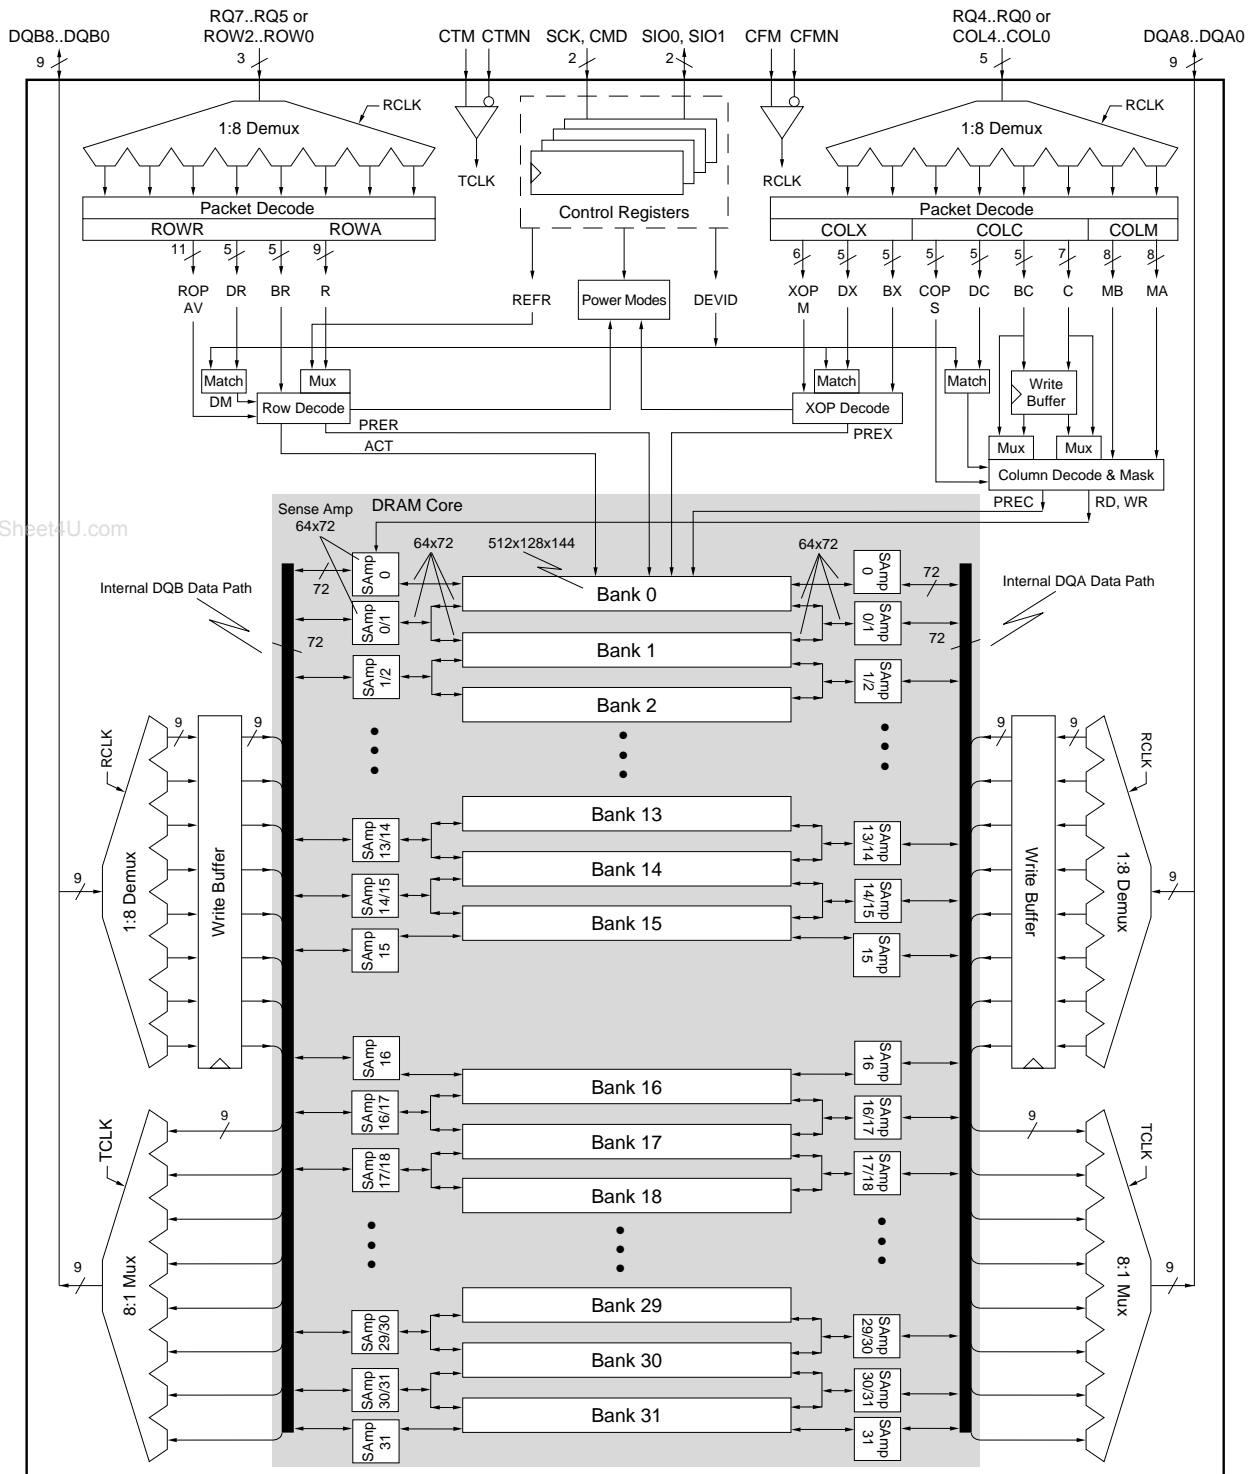 RQ7..RQ5 or
RQ4..RQ0 or
DQB8..DQB0
ROW2..ROW0
CTM
CTMN
SCK, CMD
SIO0, SIO1
CFM
CFMN
COL4..COL0
DQA8..DQA0
9
3
2
2
5
9
RCLK
1:8 Demux
TCLK
RCLK
RCLK
1:8 Demux
Packet Decode
Control Registers
Packet Decode
ROWR
ROWA
COLX
COLC
COLM
11
5
5
9
6
5
5
5
5
5
7
8
8
ROP
AV
DR
BR
R
REFR
Power Modes
DEVID
XOP
M
DX
BX
COP
S
DC
BC
C
MB
MA
Match
DM
Mux
Row Decode
Match
XOP Decode
Match
Write
Buffer
PRER
ACT
PREX
Mux
Mux
Column Decode & Mask
PREC
RD, WR
Sheet4U.com
Sense Amp
64x72
DRAM Core
64x72
512x128x144
64x72
Internal DQB Data Path
Internal DQA Data Path
72
72
72
72
SAmp
0
Bank 0
SAmp
0
SAmp
0/1
SAmp
0/1
Bank 1
SAmp
1/2
SAmp
1/2
Bank 2
9
9
9
9
RCLK
RCLK
Bank 13
SAmp
13/14
SAmp
13/14
Bank 14
SAmp
14/15
SAmp
14/15
Bank 15
SAmp
15
SAmp
15
9
1:8 Demux
Write Buffer
Write Buffer
1:8 Demux
9
SAmp
16
SAmp
16
Bank 16
SAmp
16/17
SAmp
16/17
Bank 17
SAmp
17/18
SAmp
17/18
Bank 18
9
9
TCLK
TCLK
9
8:1 Mux
8:1 Mux
9
Bank 29
SAmp
29/30
SAmp
29/30
Bank 30
SAmp
30/31
SAmp
30/31
Bank 31
SAmp
31
SAmp
31